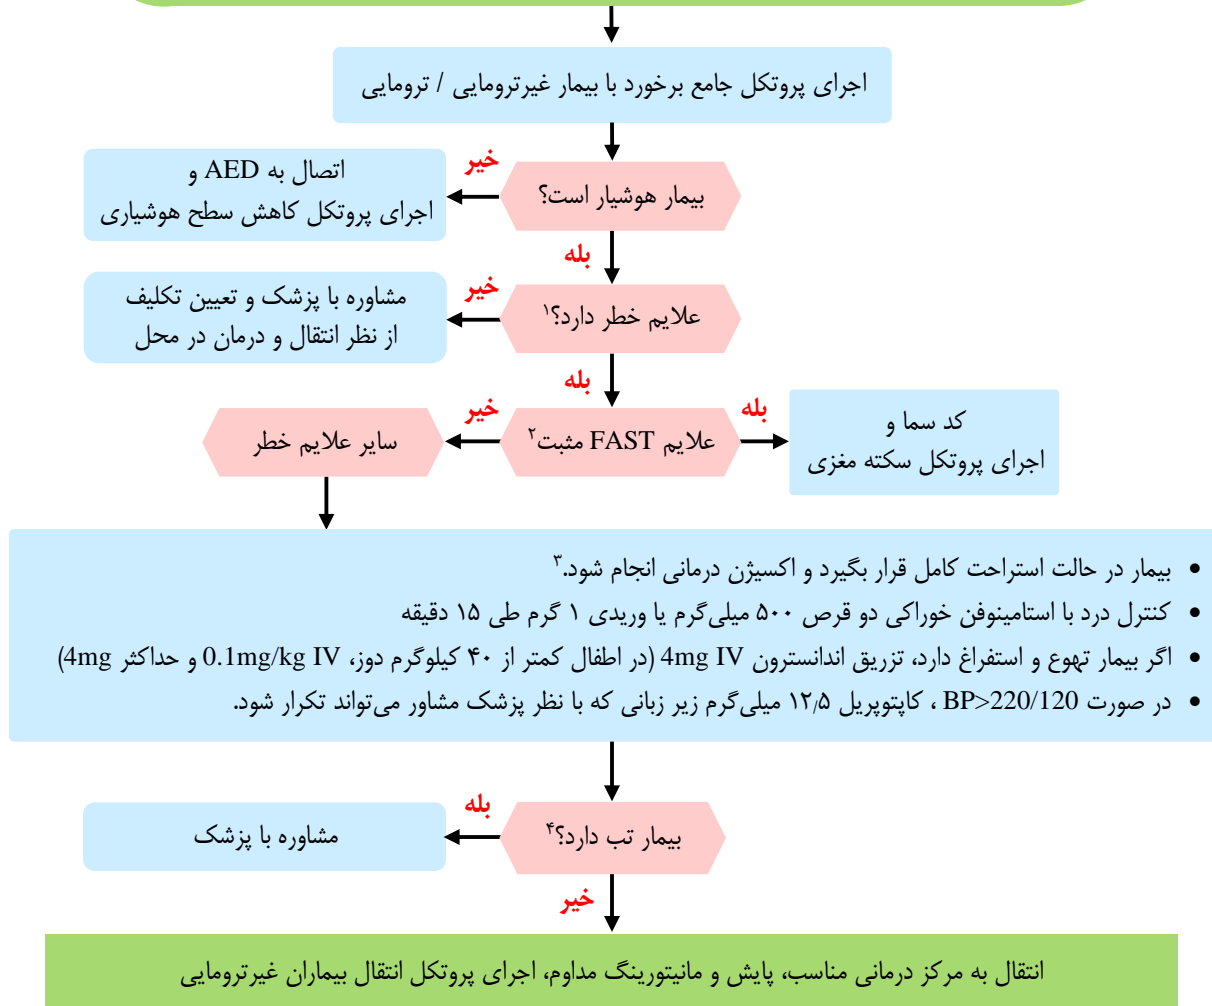 اجرای پروتکل جامع برخورد با بیمار غیرترومایی / ترومایی
بیمار هوشیار است؟
خیر
اتصال به AED و
اجرای پروتکل کاهش سطح هوشیاری
بله
علایم خطر دارد؟۱
خیر
مشاوره با پزشک و تعیین تکلیف
از نظر انتقال و درمان در محل
بله
علایم FAST مثبت۲
بله
کد سما و
اجرای پروتکل سکته مغزی
خیر
سایر علایم خطر
• بیمار در حالت استراحت کامل قرار بگیرد و اکسیژن درمانی انجام شود.۳
• کنترل درد با استامینوفن خوراکی دو قرص ۵۰۰ میلی‌گرم یا وریدی ۱ گرم طی ۱۵ دقیقه
• اگر بیمار تهوع و استفراغ دارد، تزریق اندانسترون 4mg IV (در اطفال کمتر از ۴۰ کیلوگرم دوز، 0.1mg/kg IV و حداکثر 4mg)
• در صورت BP>220/120 ، کاپتوپریل ۱۲٫۵ میلی‌گرم زیر زبانی که با نظر پزشک مشاور می‌تواند تکرار شود.
بیمار تب دارد؟۴
بله
مشاوره با پزشک
خیر
انتقال به مرکز درمانی مناسب، پایش و مانیتورینگ مداوم، اجرای پروتکل انتقال بیماران غیرترومایی